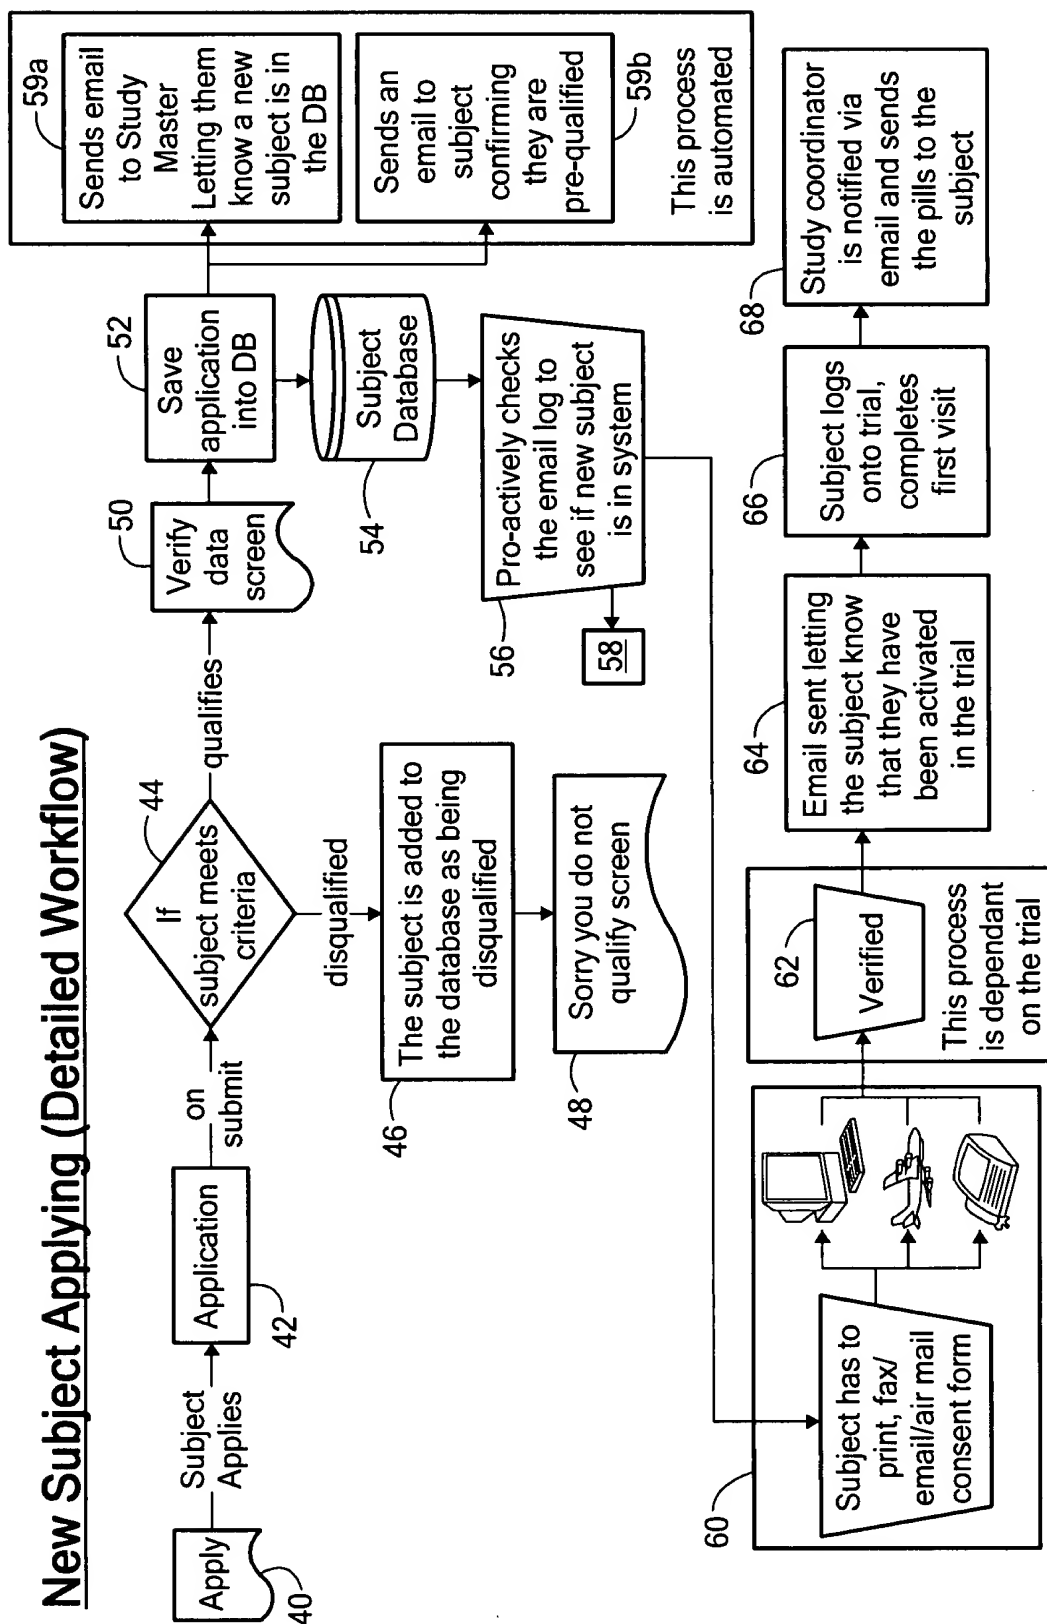 New Subject Applying (Detailed Workflow)
40
Apply
Subject
Applies
42
Application
on
submit
44
If
subject meets
criteria
qualifies
disqualified
46
The subject is added to
the database as being
disqualified
48
Sorry you do not
qualify screen
50
Verify
data
screen
52
Save
application
into DB
54
Subject
Database
56
Pro-actively checks
the email log to
see if new subject
is in system
58
59a
Sends email
to Study
Master
Letting them
know a new
subject is in
the DB
Sends an
email to
subject
confirming
they are
pre-qualified
59b
This process
is automated
60
Subject has to
print, fax/
email/air mail
consent form
62
Verified
This process
is dependant
on the trial
64
Email sent letting
the subject know
that they have
been activated
in the trial
66
Subject logs
onto trial,
completes
first visit
68
Study coordinator
is notified via
email and sends
the pills to the
subject